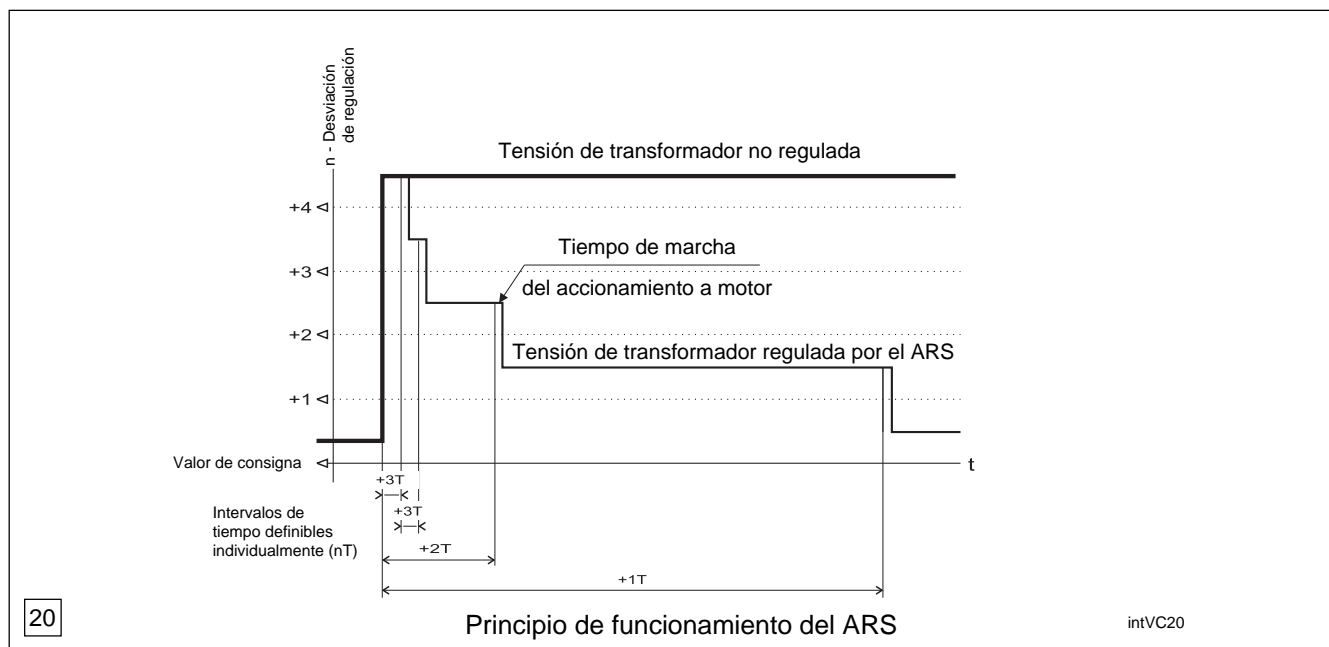 n - Desviación
de regulación
Tensión de transformador no regulada
+4
Tiempo de marcha
+3
del accionamiento a motor
+2
Tensión de transformador regulada por el ARS
+1
Valor de consigna
t
+3T
Intervalos de
tiempo definibles
individualmente (nT)
+3T
+2T
+1T
20
Principio de funcionamiento del ARS
intVC20